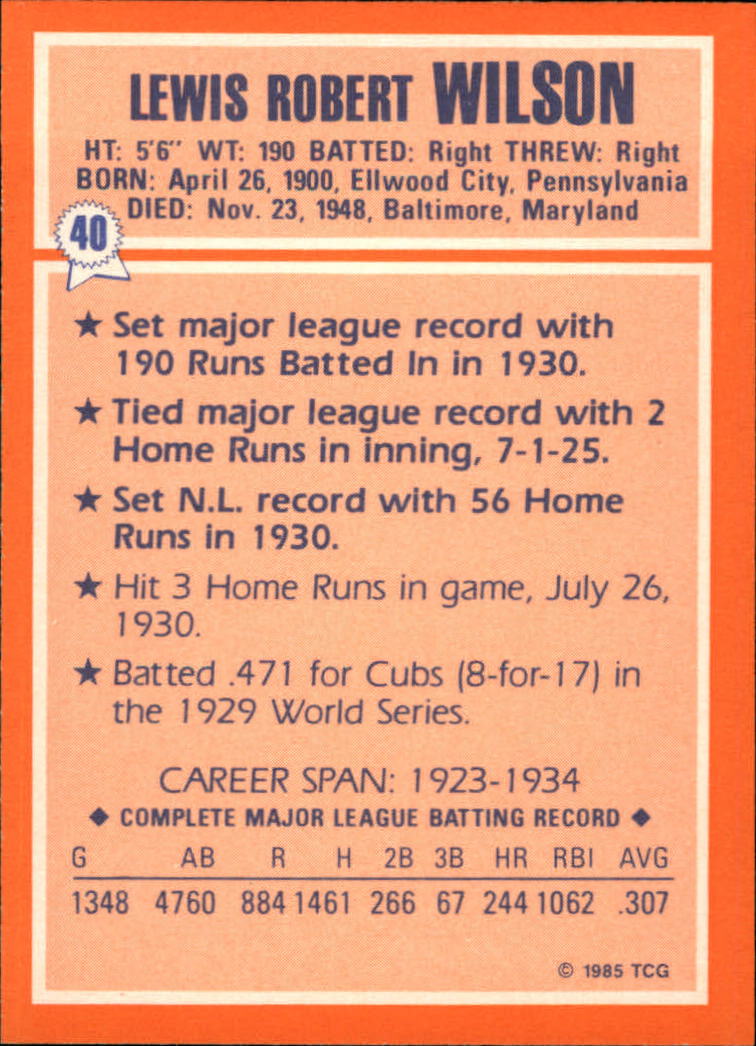 LEWIS ROBERT WILSON
HT: 5'6" WT: 190 BATTED: Right THREW: Right
BORN: April 26, 1900, Ellwood City, Pennsylvania
DIED: Nov. 23, 1948, Baltimore, Maryland
40
★ Set major league record with
190 Runs Batted In in 1930.
★ Tied major league record with 2
Home Runs in inning, 7-1-25.
★ Set N.L. record with 56 Home
Runs in 1930.
★ Hit 3 Home Runs in game, July 26,
1930.
★ Batted .471 for Cubs (8-for-17) in
the 1929 World Series.
CAREER SPAN: 1923-1934
◆ COMPLETE MAJOR LEAGUE BATTING RECORD ◆
G AB R H 2B 3B HR RBI AVG
1348 4760 884 1461 266 67 244 1062 .307
© 1985 TCG